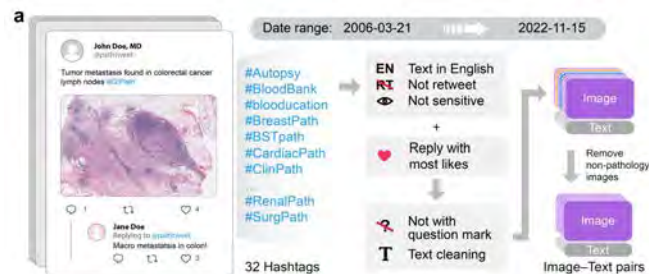 a
Date range: 2006-03-21 2022-11-15
John Doe, MD
@pathtweet
Tumor metastasis found in colorectal cancer
lymph nodes #GIPath
1
4
Jane Doe
Replying to @pathtweet
Macro metastasis in colon!
3
#Autopsy
#BloodBank
#blooducation
#BreastPath
#BSTpath
#CardiacPath
#ClinPath
...
#RenalPath
#SurgPath
32 Hashtags
EN Text in English
RT Not retweet
Not sensitive
+
Reply with
most likes
? Not with
question mark
T Text cleaning
Image
Text
Remove
non-pathology
images
Image
Text
Image–Text pairs